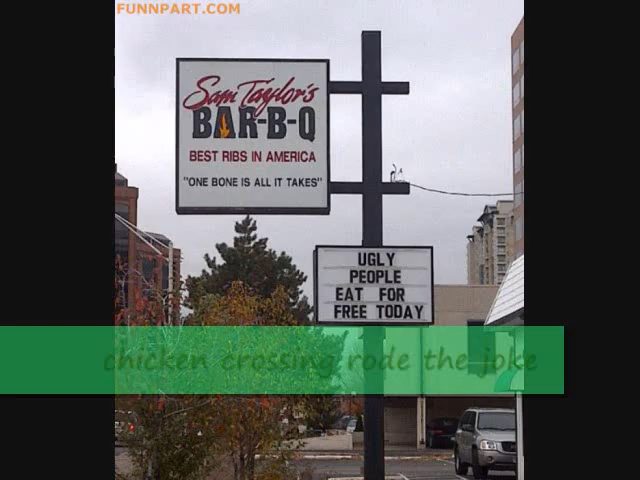 FUNNPART.COM
Sam Taylor's
BAR-B-Q
BEST RIBS IN AMERICA
"ONE BONE IS ALL IT TAKES"
UGLY
PEOPLE
EAT FOR
FREE TODAY
chicken crossing rode the joke